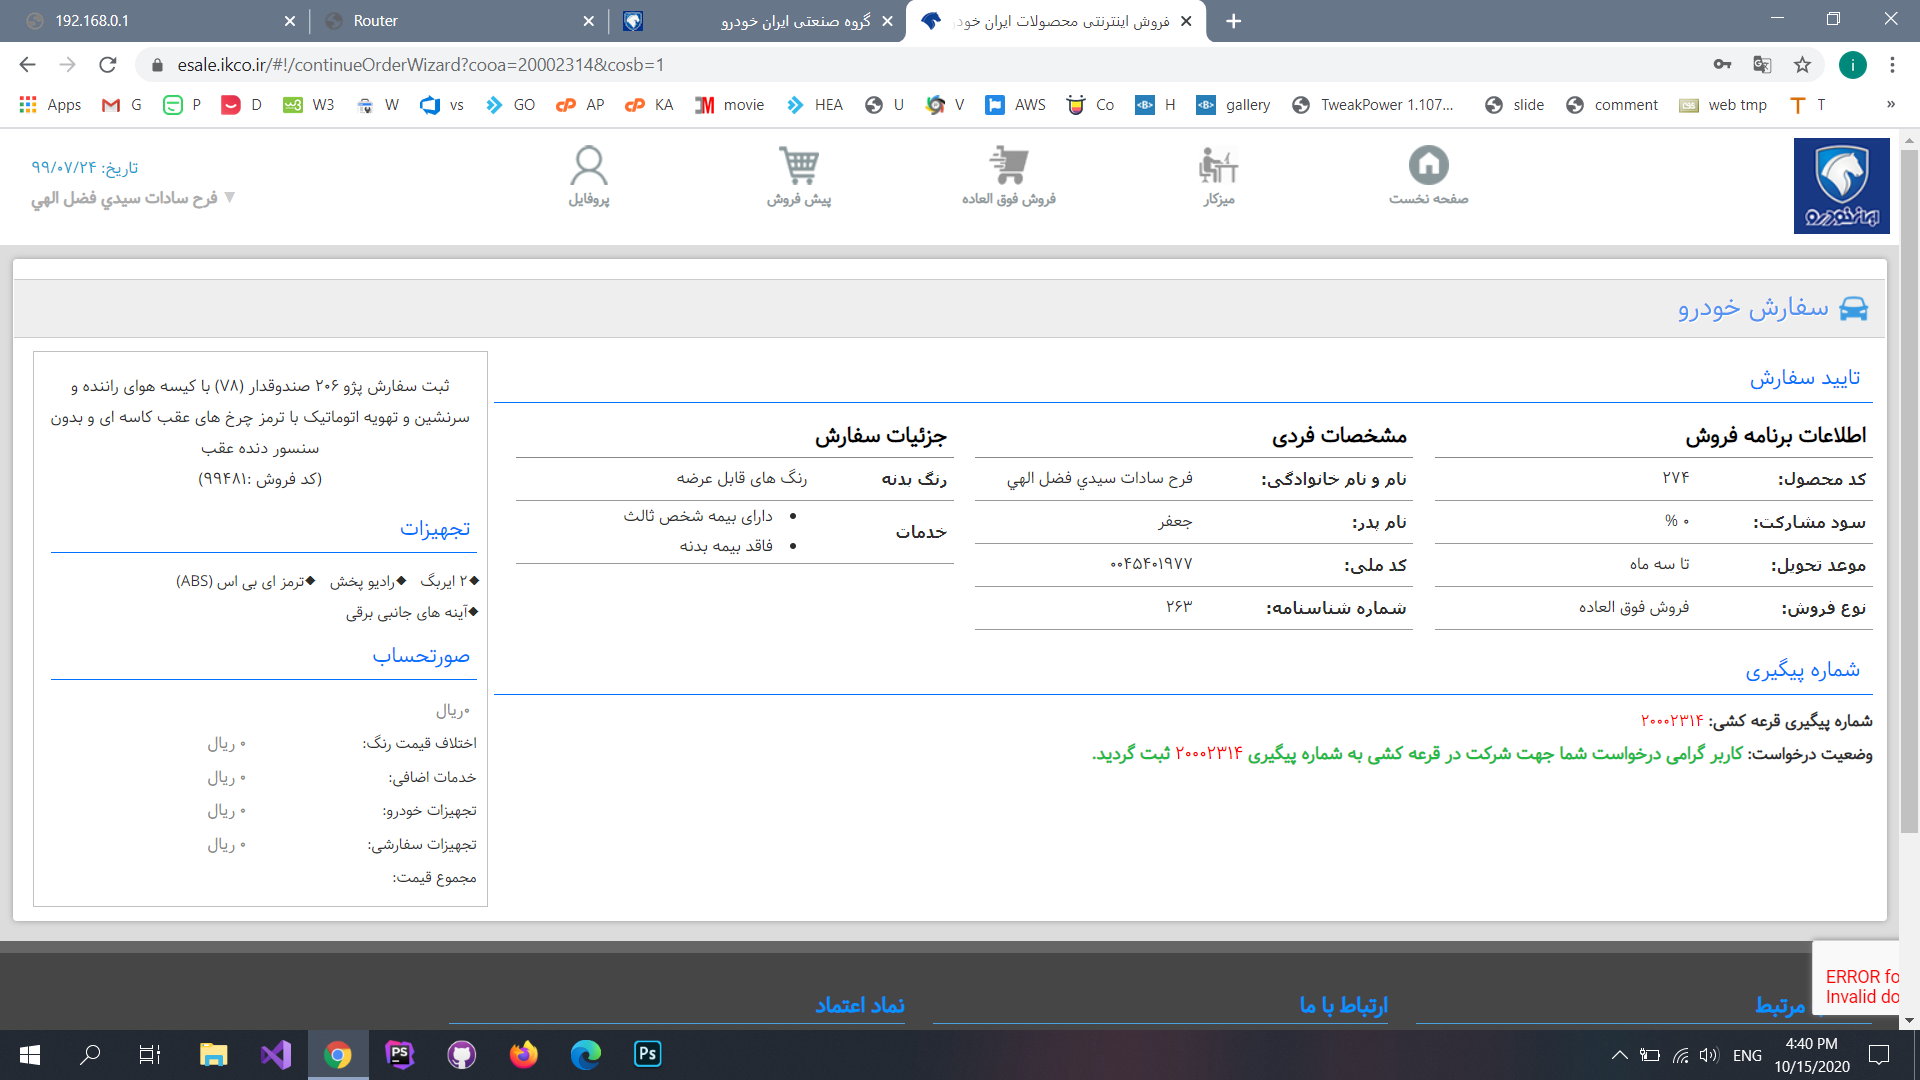 192.168.0.1
Router
گروه صنعتی ایران خودرو
فروش اینترنتی محصولات ایران خودر
esale.ikco.ir/#!/continueOrderWizard?cooa=20002314&cosb=1
i
Apps G P D W3 W vs GO AP KA movie HEA U V AWS Co H gallery TweakPower 1.107... slide comment web tmp T »
ایران خودرو
صفحه نخست
میزکار
فروش فوق العاده
پیش فروش
پروفایل
تاریخ: ۹۹/۰۷/۲۴
فرح سادات سيدي فضل الهي
سفارش خودرو
تایید سفارش
اطلاعات برنامه فروش
کد محصول: ۲۷۴
سود مشارکت: ۰ %
موعد تحویل: تا سه ماه
نوع فروش: فروش فوق العاده
مشخصات فردی
نام و نام خانوادگی: فرح سادات سيدي فضل الهي
نام پدر: جعفر
کد ملی: ۰۰۴۵۴۰۱۹۷۷
شماره شناسنامه: ۲۶۳
جزئیات سفارش
رنگ بدنه رنگ های قابل عرضه
خدمات
• دارای بیمه شخص ثالث
• فاقد بیمه بدنه
شماره پیگیری
شماره پیگیری قرعه کشی: ۲۰۰۰۲۳۱۴
وضعیت درخواست: کاربر گرامی درخواست شما جهت شرکت در قرعه کشی به شماره پیگیری ۲۰۰۰۲۳۱۴ ثبت گردید.
ثبت سفارش پژو ۲۰۶ صندوقدار (V۸) با کیسه هوای راننده و
سرنشین و تهویه اتوماتیک با ترمز چرخ های عقب کاسه ای و بدون
سنسور دنده عقب
(کد فروش :۹۹۴۸۱)
تجهیزات
◆۲ ایربگ ◆رادیو پخش ◆ترمز ای بی اس (ABS)
◆آینه های جانبی برقی
صورتحساب
۰ریال
اختلاف قیمت رنگ: ۰ ریال
خدمات اضافی: ۰ ریال
تجهیزات خودرو: ۰ ریال
تجهیزات سفارشی: ۰ ریال
مجموع قیمت:
مرتبط
ارتباط با ما
نماد اعتماد
ERROR fo
Invalid do
PS
Ps
ENG
4:40 PM
10/15/2020